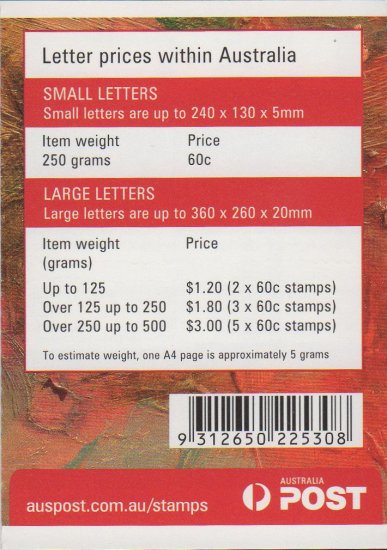 Letter prices within Australia
SMALL LETTERS
Small letters are up to 240 x 130 x 5mm
Item weight Price
250 grams 60c
LARGE LETTERS
Large letters are up to 360 x 260 x 20mm
Item weight Price
(grams)
Up to 125 $1.20 (2 x 60c stamps)
Over 125 up to 250 $1.80 (3 x 60c stamps)
Over 250 up to 500 $3.00 (5 x 60c stamps)
To estimate weight, one A4 page is approximately 5 grams
9 312650 225308
auspost.com.au/stamps
AUSTRALIA
POST